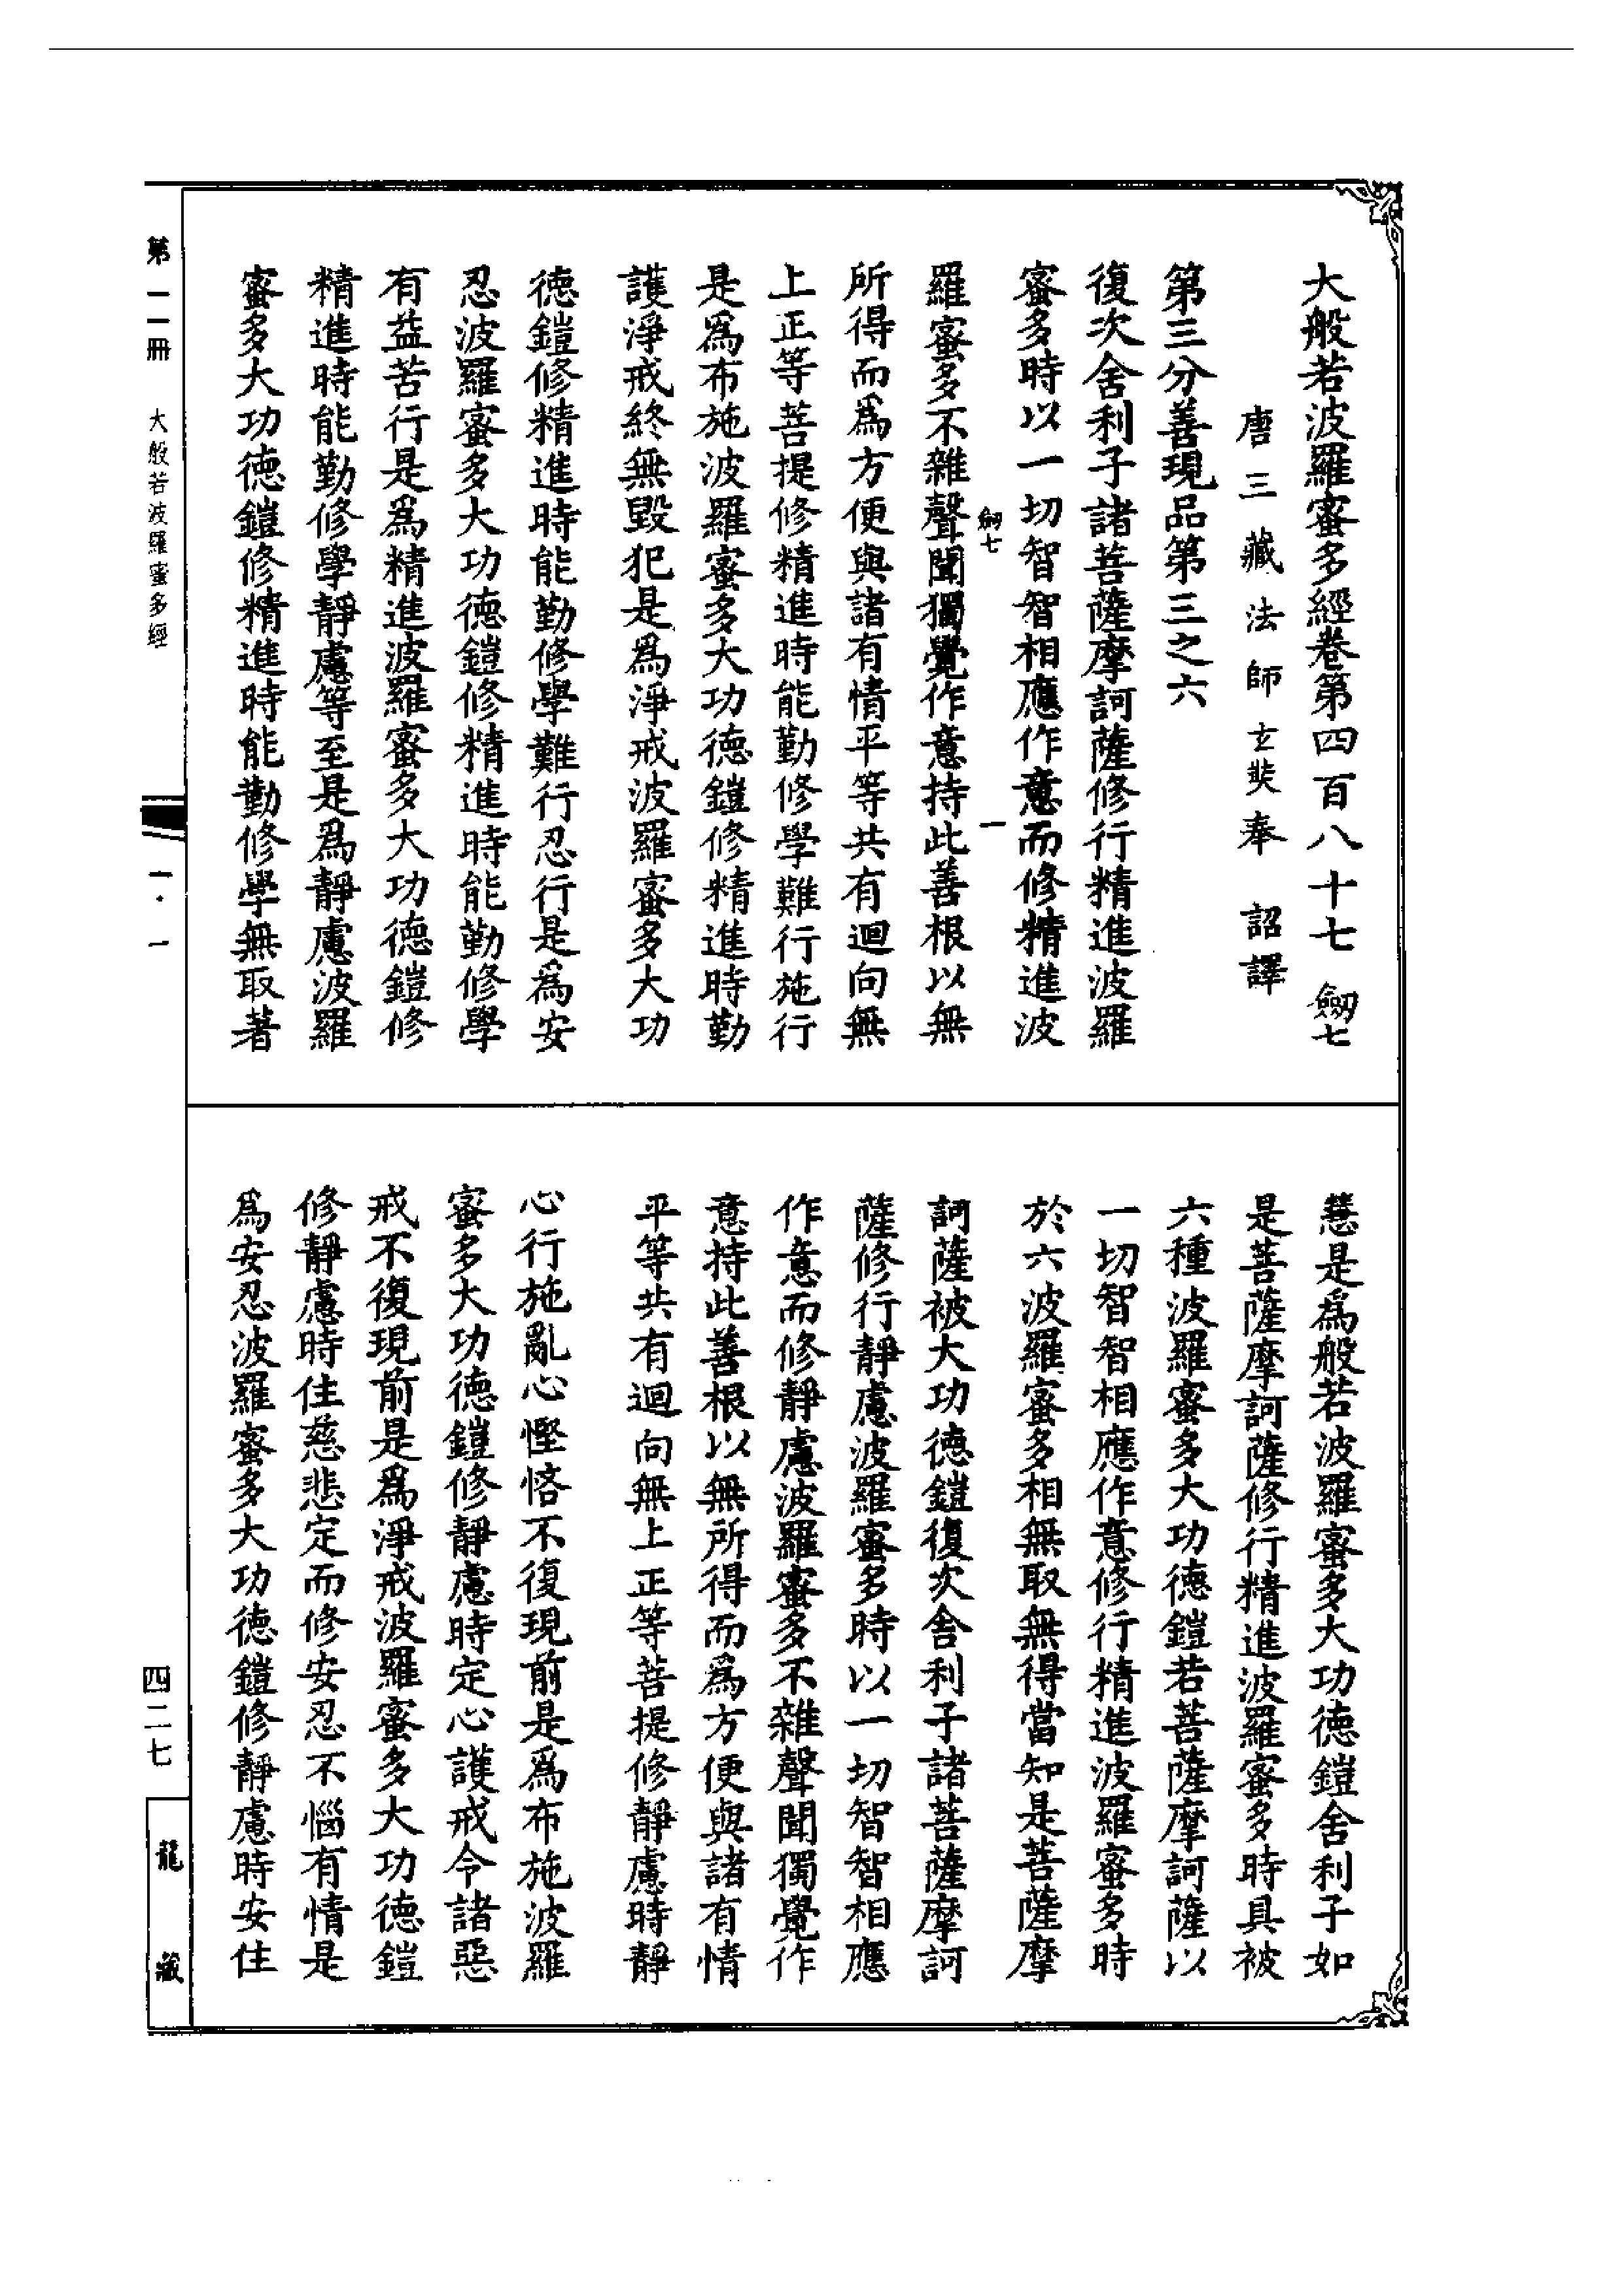 大般若波羅蜜多經卷第四百八十七 劒七
唐三藏法師玄奘奉 詔譯
第三分善現品第三之六
復次舍利子諸菩薩摩訶薩修行精進波羅
蜜多時以一切智智相應作意而修精進波
劒七 一
羅蜜多不雜聲聞獨覺作意持此善根以無
所得而爲方便與諸有情平等共有迴向無
上正等菩提修精進時能勤修學難行施行
是爲布施波羅蜜多大功德鎧修精進時勤
護淨戒終無毀犯是爲淨戒波羅蜜多大功
德鎧修精進時能勤修學難行忍行是爲安
忍波羅蜜多大功德鎧修精進時能勤修學
有益苦行是爲精進波羅蜜多大功德鎧修
精進時能勤修學靜慮等至是爲靜慮波羅
蜜多大功德鎧修精進時能勤修學無取著
慧是爲般若波羅蜜多大功德鎧舍利子如
是菩薩摩訶薩修行精進波羅蜜多時具被
六種波羅蜜多大功德鎧若菩薩摩訶薩以
一切智智相應作意修行精進波羅蜜多時
於六波羅蜜多相無取無得當知是菩薩摩
訶薩被大功德鎧復次舍利子諸菩薩摩訶
薩修行靜慮波羅蜜多時以一切智智相應
作意而修靜慮波羅蜜多不雜聲聞獨覺作
意持此善根以無所得而爲方便與諸有情
平等共有迴向無上正等菩提修靜慮時靜
心行施亂心慳悋不復現前是爲布施波羅
蜜多大功德鎧修靜慮時定心護戒令諸惡
戒不復現前是爲淨戒波羅蜜多大功德鎧
修靜慮時住慈悲定而修安忍不惱有情是
爲安忍波羅蜜多大功德鎧修靜慮時安住
第一一冊 大般若波羅蜜多經
一·一
四二七
龍藏